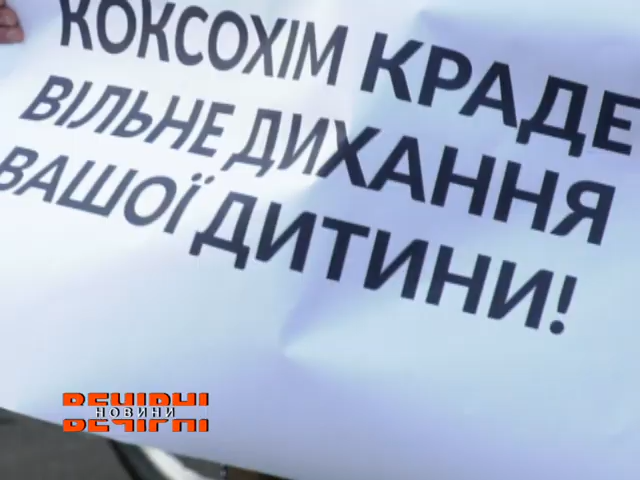 КОКСОХІМ КРАДЕ
ВІЛЬНЕ ДИХАННЯ
ВАШОЇ ДИТИНИ!
ВЕЧІРНІ
НОВИНИ